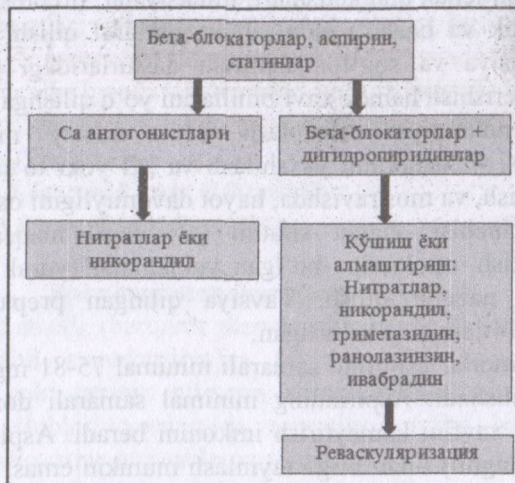 Бета-блокаторлар, аспирин,
статинлар
Са антогонистлари
Бета-блокаторлар
дигидропиридинлар
Нитратлар ёки
никорандил
Қўшиш ёки
алмаштириш:
Нитратлар,
никорандил,
триметазидин,
ранолазинзин,
ивабрадин
Реваскуляризация